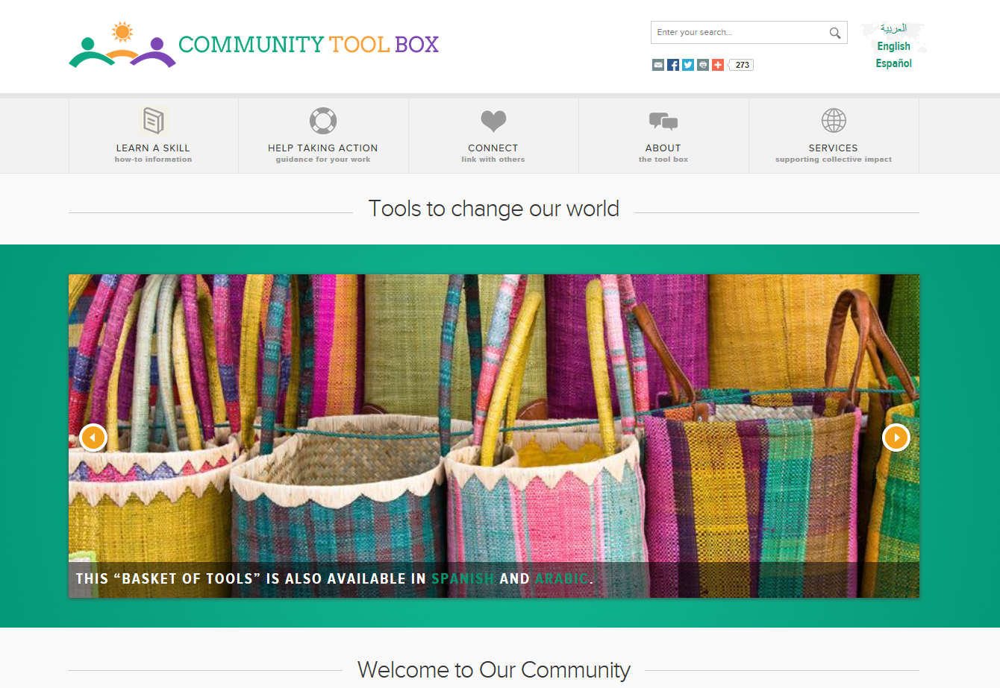 COMMUNITY TOOL BOX
Enter your search...
العربية
English
Español
273
LEARN A SKILL
how-to information
HELP TAKING ACTION
guidance for your work
CONNECT
link with others
ABOUT
the tool box
SERVICES
supporting collective impact
Tools to change our world
THIS “BASKET OF TOOLS” IS ALSO AVAILABLE IN SPANISH AND ARABIC.
Welcome to Our Community